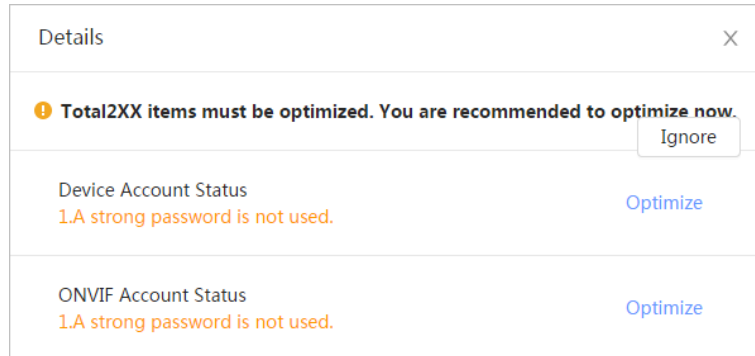 Details
Total2XX items must be optimized. You are recommended to optimize now.
Ignore
Device Account Status
Optimize
1.A strong password is not used.
ONVIF Account Status
Optimize
1.A strong password is not used.